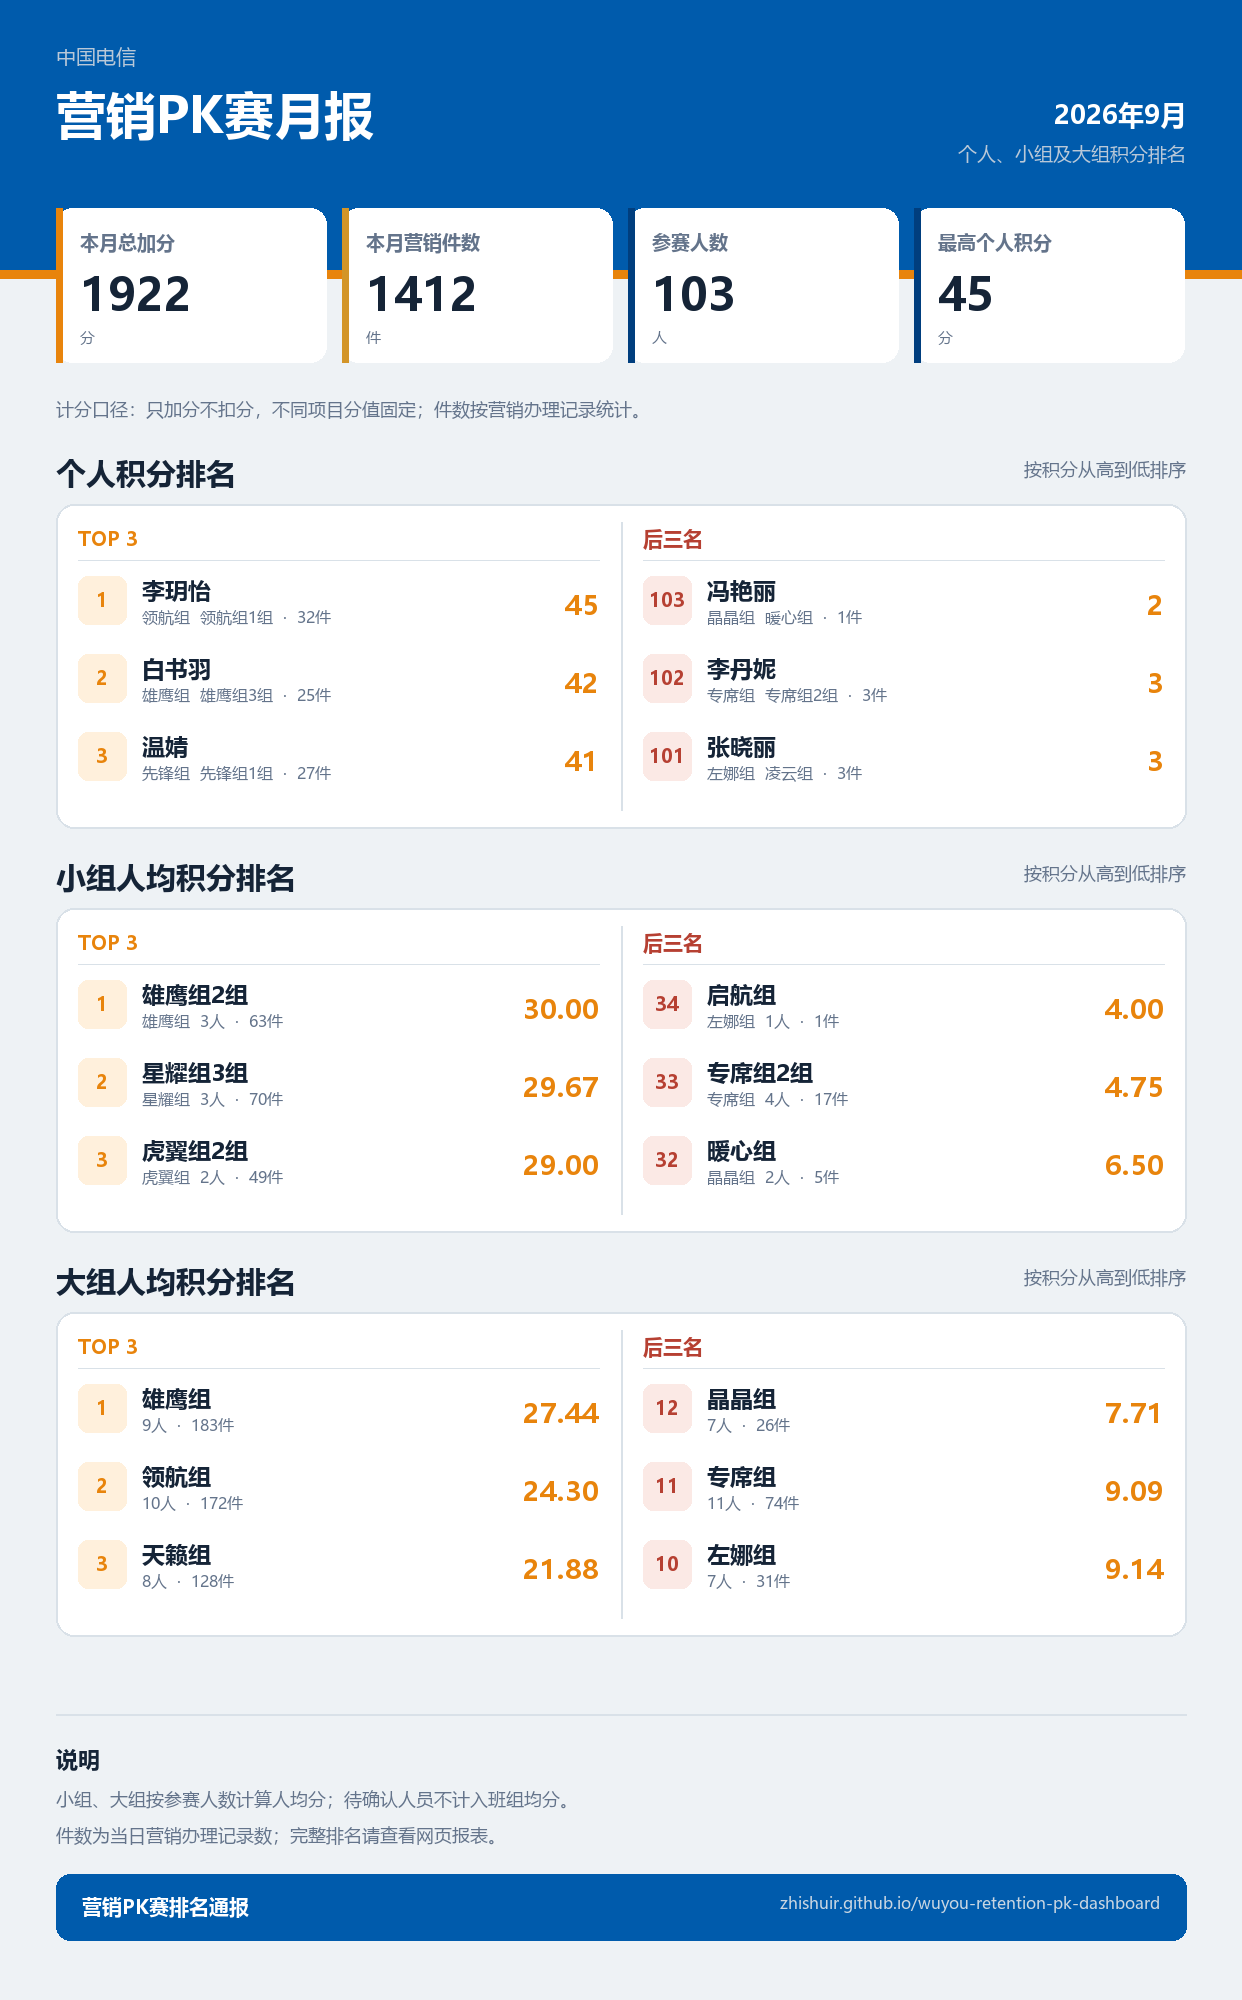 中国电信
营销PK赛月报
2026年9月
个人、小组及大组积分排名
本月总加分
1922
分
本月营销件数
1412
件
参赛人数
103
人
最高个人积分
45
分
计分口径：只加分不扣分，不同项目分值固定；件数按营销办理记录统计。
个人积分排名
按积分从高到低排序
TOP 3
1
李玥怡
领航组 领航组1组 · 32件
45
2
白书羽
雄鹰组 雄鹰组3组 · 25件
42
3
温婧
先锋组 先锋组1组 · 27件
41
后三名
103
冯艳丽
晶晶组 暖心组 · 1件
2
102
李丹妮
专席组 专席组2组 · 3件
3
101
张晓丽
左娜组 凌云组 · 3件
3
小组人均积分排名
按积分从高到低排序
TOP 3
1
雄鹰组2组
雄鹰组 3人 · 63件
30.00
2
星耀组3组
星耀组 3人 · 70件
29.67
3
虎翼组2组
虎翼组 2人 · 49件
29.00
后三名
34
启航组
左娜组 1人 · 1件
4.00
33
专席组2组
专席组 4人 · 17件
4.75
32
暖心组
晶晶组 2人 · 5件
6.50
大组人均积分排名
按积分从高到低排序
TOP 3
1
雄鹰组
9人 · 183件
27.44
2
领航组
10人 · 172件
24.30
3
天籁组
8人 · 128件
21.88
后三名
12
晶晶组
7人 · 26件
7.71
11
专席组
11人 · 74件
9.09
10
左娜组
7人 · 31件
9.14
说明
小组、大组按参赛人数计算人均分；待确认人员不计入班组均分。
件数为当日营销办理记录数；完整排名请查看网页报表。
营销PK赛排名通报
zhishuir.github.io/wuyou-retention-pk-dashboard